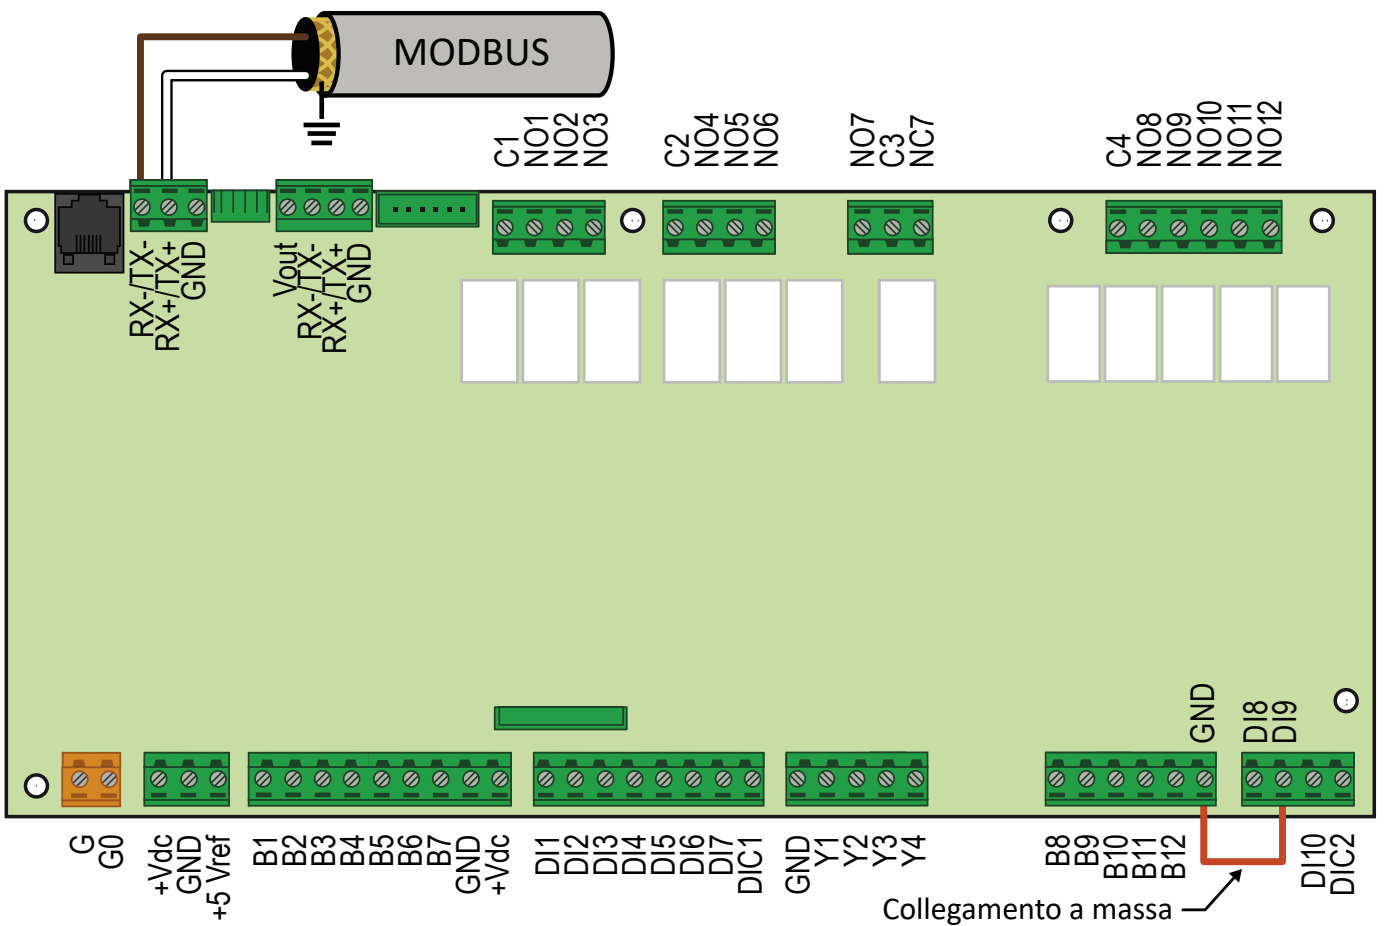 MODBUS
C1
NO1
NO2
NO3
C2
NO4
NO5
NO6
NO7
C3
NC7
C4
NO8
NO9
NO10
NO11
NO12
RX-/TX-
RX+/TX+
GND
Vout
RX-/TX-
RX+/TX+
GND
GND
DI8
DI9
G
G0
+Vdc
GND
+5 Vref
B1
B2
B3
B4
B5
B6
B7
GND
+Vdc
DI1
DI2
DI3
DI4
DI5
DI6
DI7
DIC1
GND
Y1
Y2
Y3
Y4
B8
B9
B10
B11
B12
DI10
DIC2
Collegamento a massa